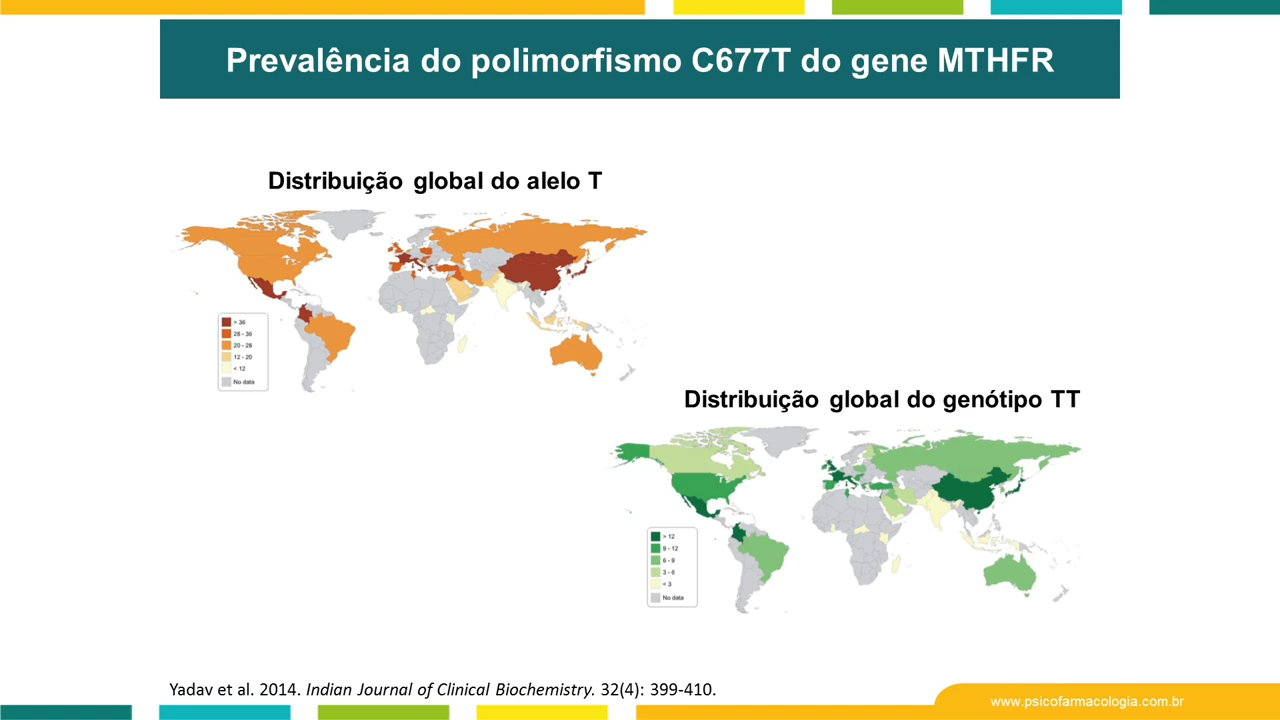 Prevalência do polimorfismo C677T do gene MTHFR
Distribuição global do alelo T
> 36
28 - 36
20 - 28
12 - 20
< 12
No data
Distribuição global do genótipo TT
> 12
9 - 12
6 - 9
3 - 6
< 3
No data
Yadav et al. 2014. Indian Journal of Clinical Biochemistry. 32(4): 399-410.
www.psicofarmacologia.com.br